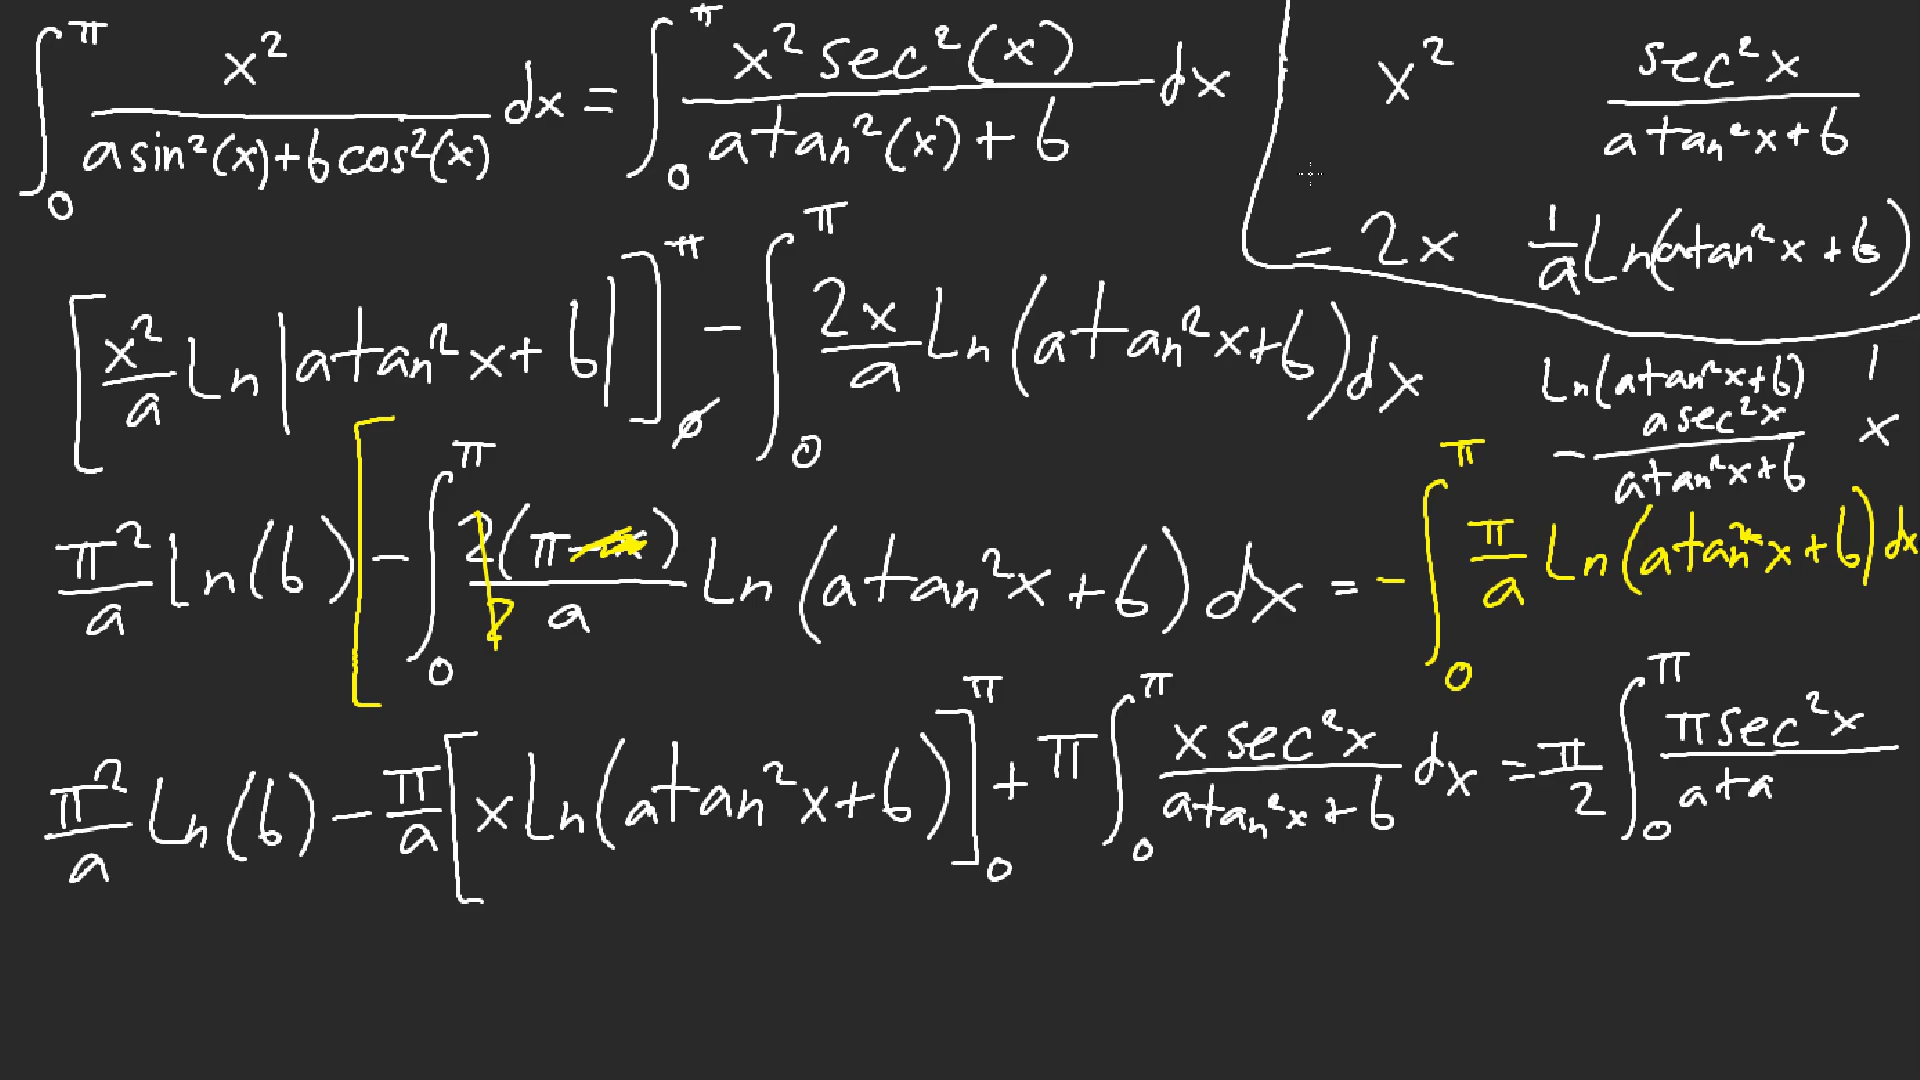 ∫₀^π x²/(a sin²(x)+b cos²(x)) dx = ∫₀^π x² sec²(x)/(a tan²(x)+b) dx
x²   sec²x/(a tan²x+b)
- 2x   1/a Ln(a tan²x+b)
[x²/a Ln|a tan²x+b|]₀^π - ∫₀^π 2x/a Ln(a tan²x+b)dx
Ln(a tan²x+b)   1
- a sec²x/(a tan²x+b)   x
π²/a Ln(b) [- ∫₀^π 2(π-x)/a Ln(a tan²x+b)dx = - ∫₀^π π/a Ln(a tan²x+b)dx
π²/a Ln(b) - π/a [x Ln(a tan²x+b)]₀^π + π ∫₀^π x sec²x/(a tan²x+b) dx = π/2 ∫₀^π π sec²x/(a ta